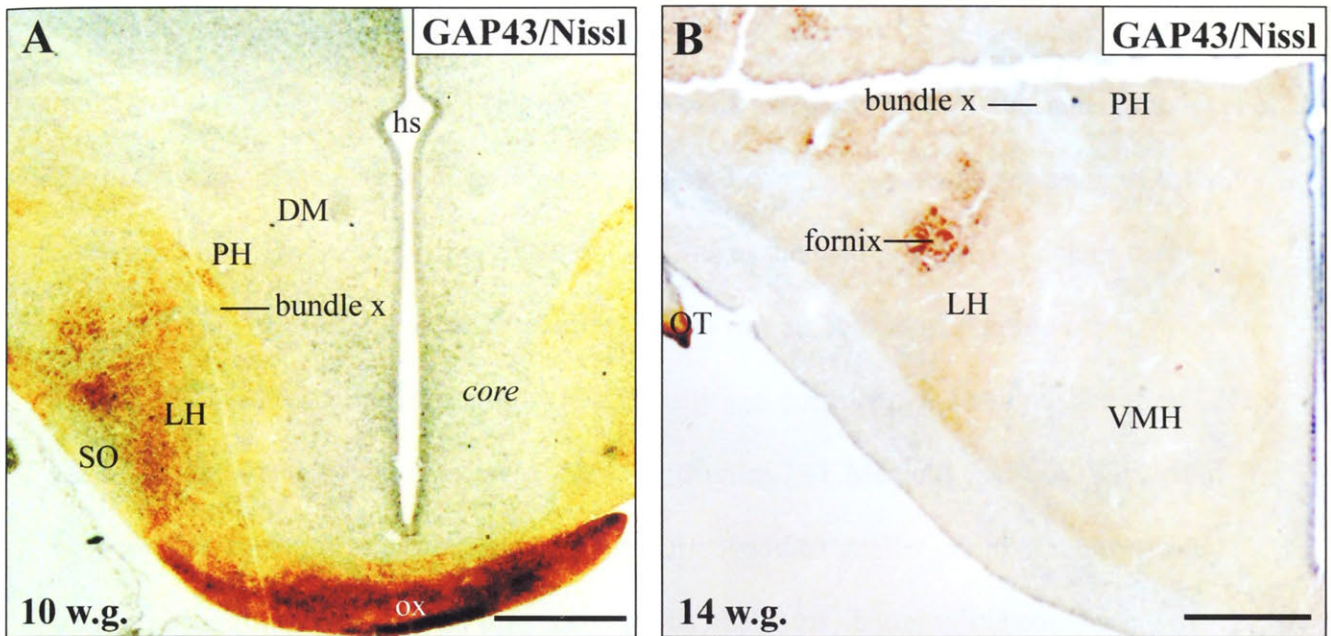 A
GAP43/Nissl
hs
DM
PH
bundle x
core
LH
SO
ox
10 w.g.
B
GAP43/Nissl
bundle x
PH
fornix
LH
OT
VMH
14 w.g.